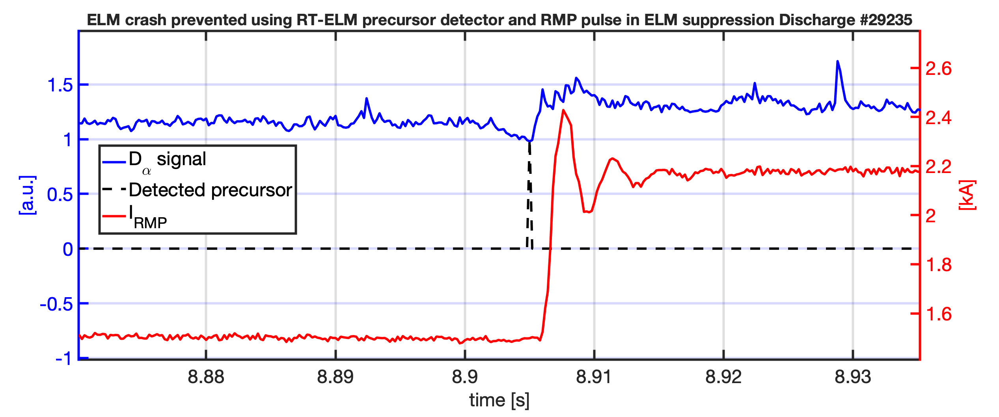 ELM crash prevented using RT-ELM precursor detector and RMP pulse in ELM suppression Discharge #29235
1.5
1
0.5
0
-0.5
-1
[a.u.]
Dα signal
Detected precursor
IRMP
2.6
2.4
2.2
2
1.8
1.6
[kA]
8.88 8.89 8.9 8.91 8.92 8.93
time [s]